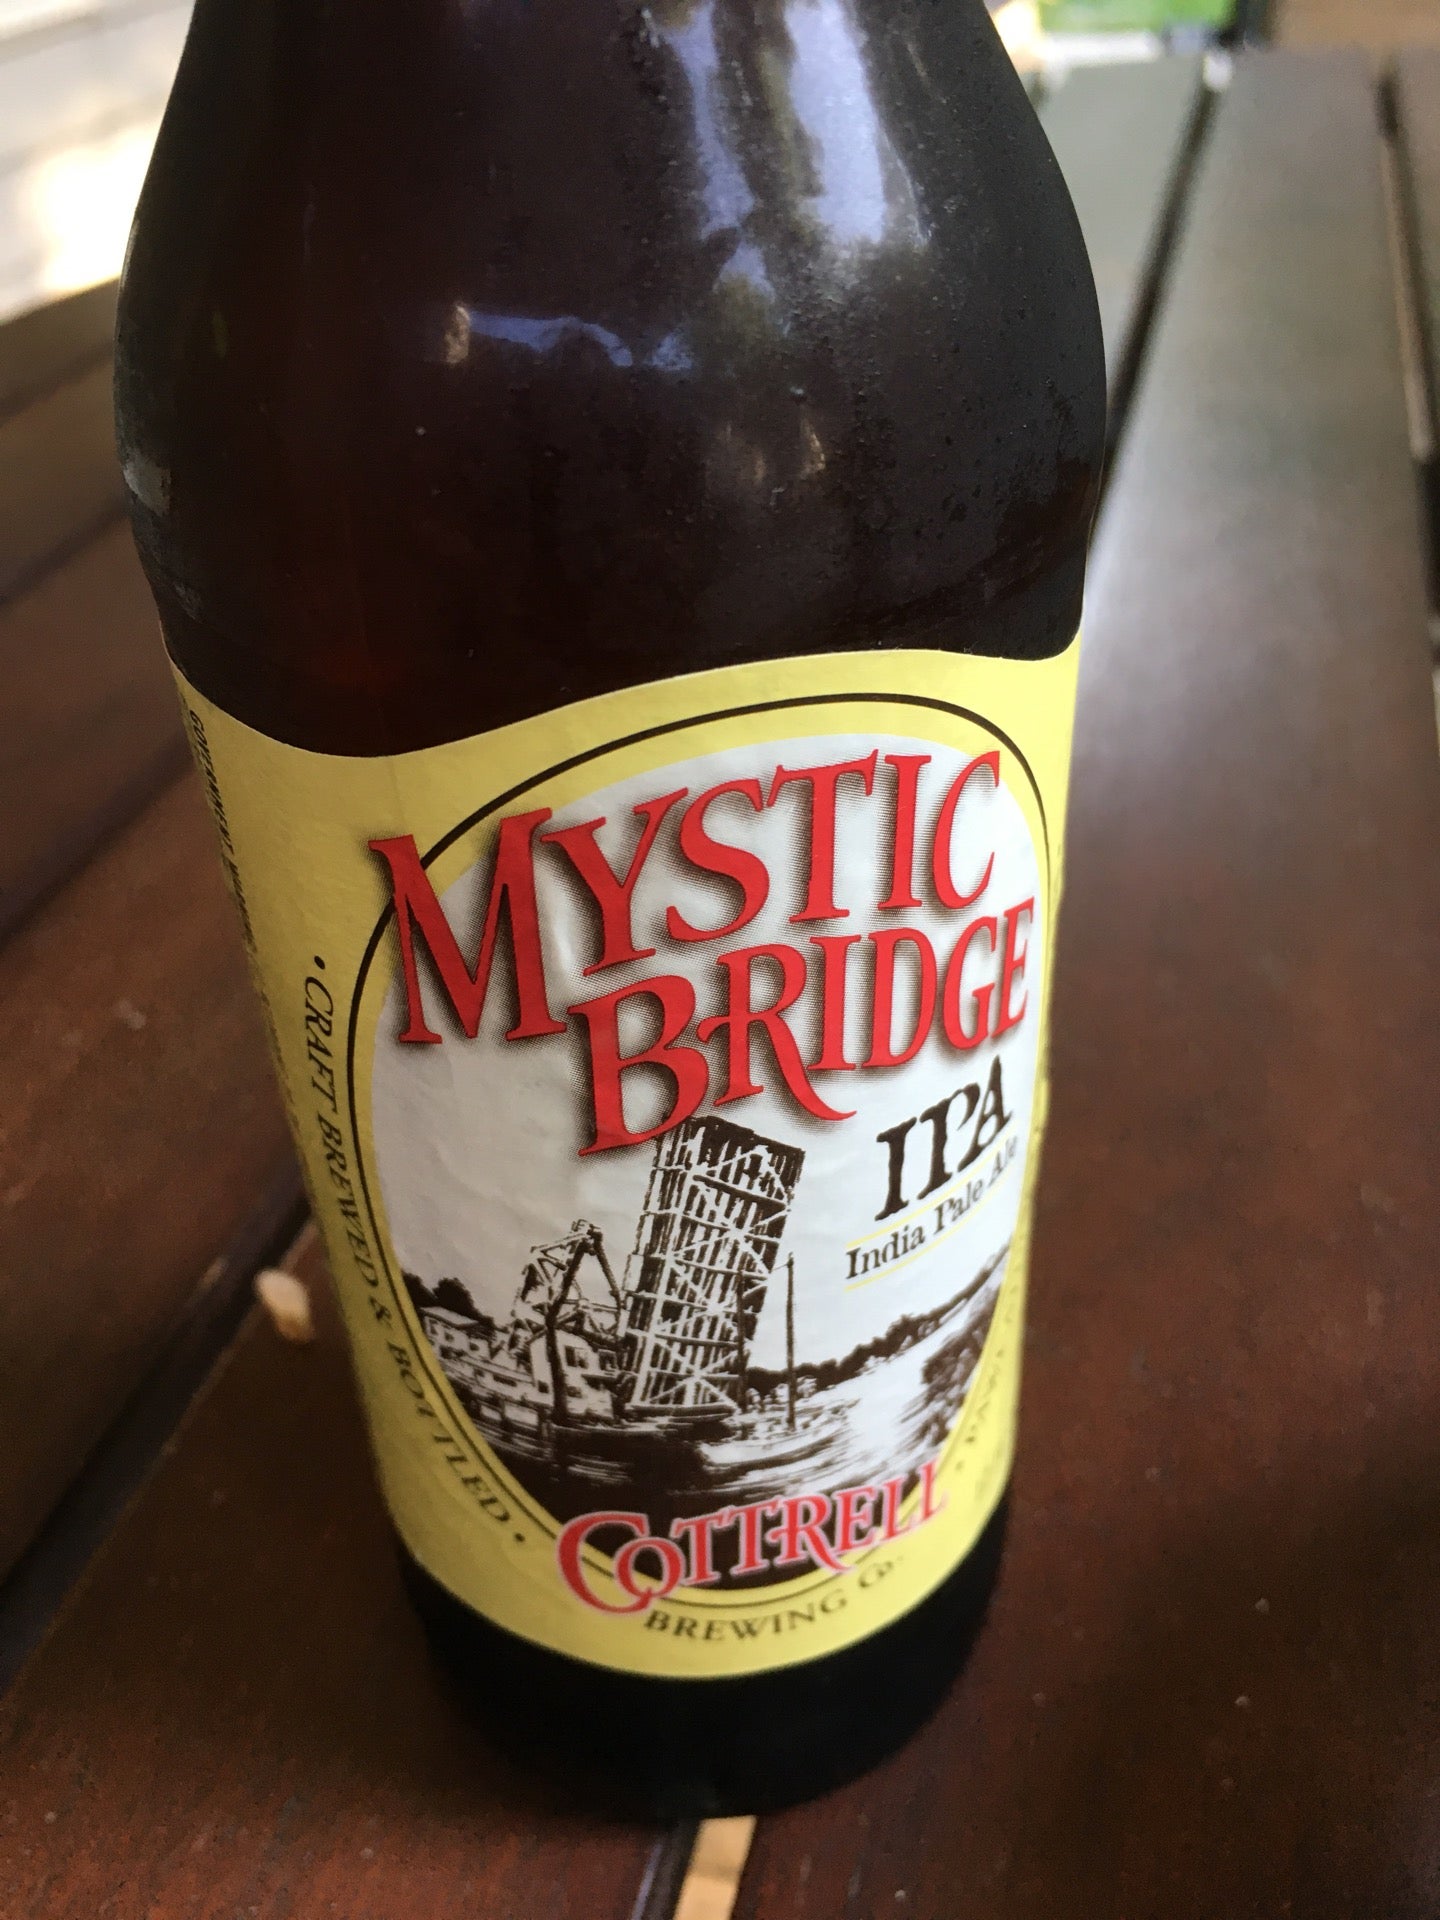 MYSTIC
BRIDGE
IPA
India Pale Ale
• CRAFT BREWED & BOTTLED •
COTTRELL
BREWING Co.